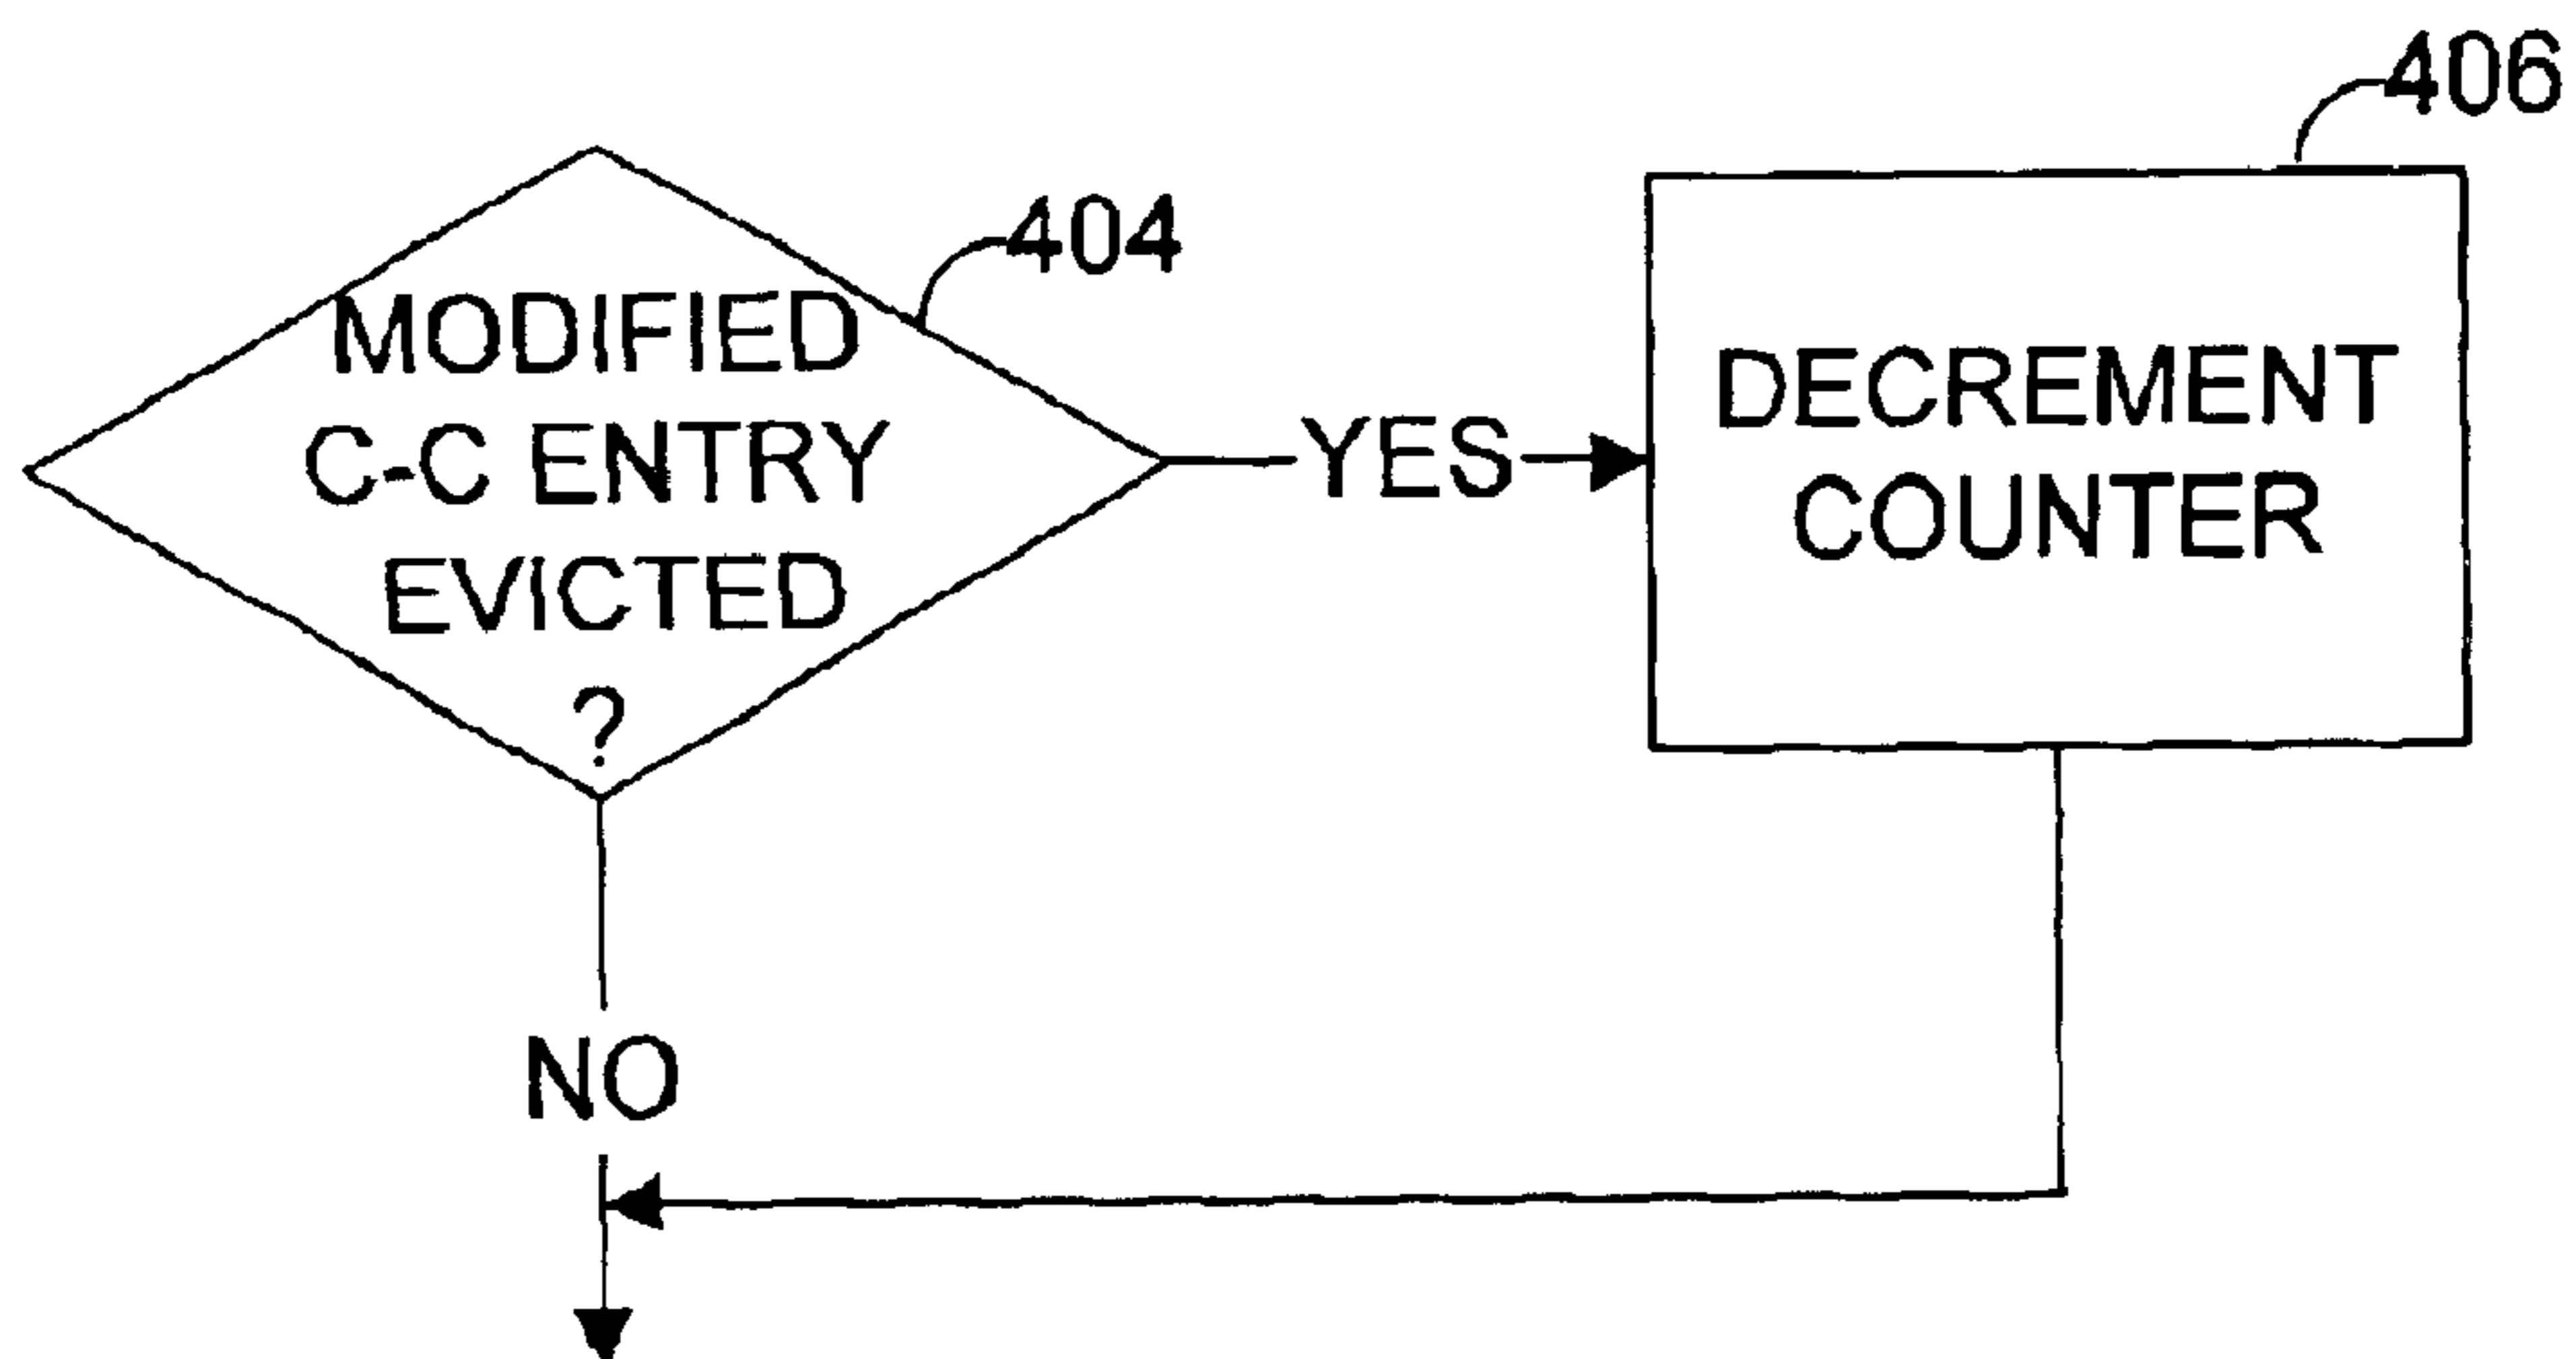 406
404
MODIFIED
C-C ENTRY
EVICTED
?
YES
DECREMENT
COUNTER
NO